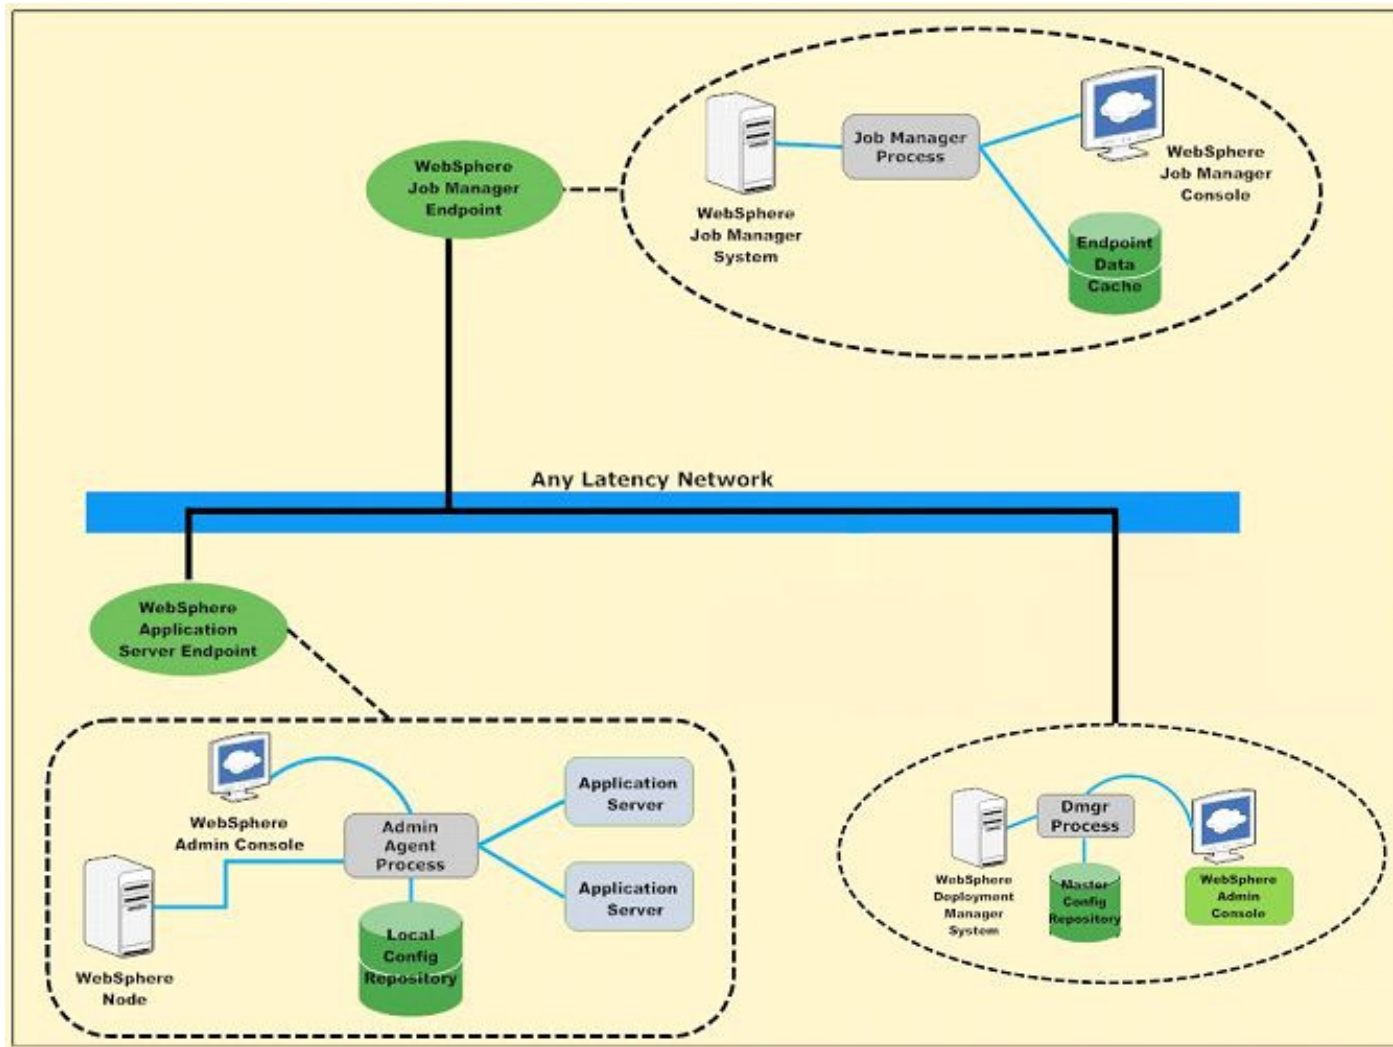 WebSphere
Job Manager
Endpoint
WebSphere
Job Manager
System
Job Manager
Process
WebSphere
Job Manager
Console
Endpoint
Data
Cache
Any Latency Network
WebSphere
Application
Server Endpoint
WebSphere
Admin Console
Admin
Agent
Process
Application
Server
Application
Server
Local
Config
Repository
WebSphere
Node
Dmgr
Process
WebSphere
Deployment
Manager
System
Master
Config
Repository
WebSphere
Admin
Console